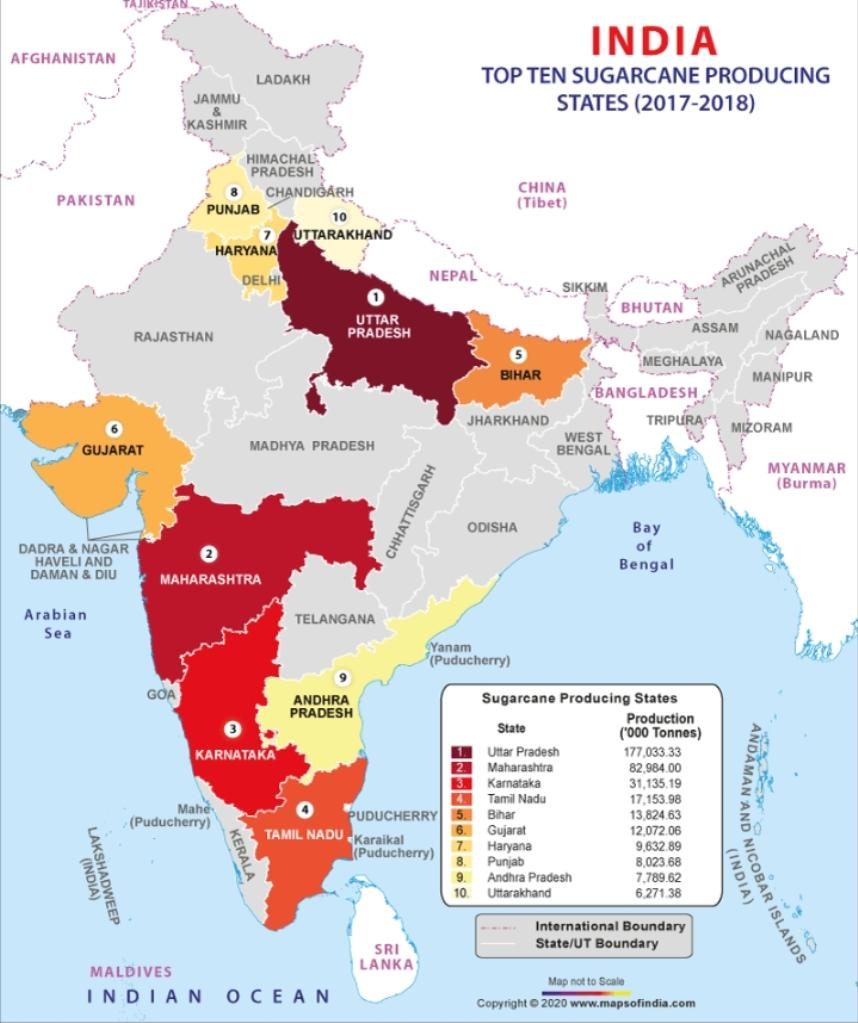 INDIA
TOP TEN SUGARCANE PRODUCING
STATES (2017-2018)
TAJIKISTAN
AFGHANISTAN
LADAKH
JAMMU
&
KASHMIR
HIMACHAL
PRADESH
PAKISTAN
8
PUNJAB
CHANDIGARH
CHINA
(Tibet)
10
UTTARAKHAND
7
HARYANA
DELHI
NEPAL
SIKKIM
BHUTAN
ARUNACHAL
PRADESH
1
UTTAR
PRADESH
RAJASTHAN
ASSAM
NAGALAND
MEGHALAYA
MANIPUR
5
BIHAR
BANGLADESH
TRIPURA
MIZORAM
6
GUJARAT
MADHYA PRADESH
JHARKHAND
WEST
BENGAL
MYANMAR
(Burma)
CHHATTISGARH
ODISHA
Bay
of
Bengal
DADRA & NAGAR
HAVELI AND
DAMAN & DIU
2
MAHARASHTRA
Arabian
Sea
TELANGANA
Yanam
(Puducherry)
GOA
9
ANDHRA
PRADESH
3
KARNATAKA
Mahe
(Puducherry)
4
TAMIL NADU
PUDUCHERRY
Karaikal
(Puducherry)
KERALA
LAKSHADWEEP
(INDIA)
ANDAMAN AND NICOBAR ISLANDS
(INDIA)
SRI
LANKA
MALDIVES
INDIAN OCEAN
Sugarcane Producing States
State Production
('000 Tonnes)
1. Uttar Pradesh 177,033.33
2. Maharashtra 82,984.00
3. Karnataka 31,135.19
4. Tamil Nadu 17,153.98
5. Bihar 13,824.63
6. Gujarat 12,072.06
7. Haryana 9,632.89
8. Punjab 8,023.68
9. Andhra Pradesh 7,789.62
10. Uttarakhand 6,271.38
International Boundary
State/UT Boundary
Map not to Scale
Copyright © 2020 www.mapsofindia.com